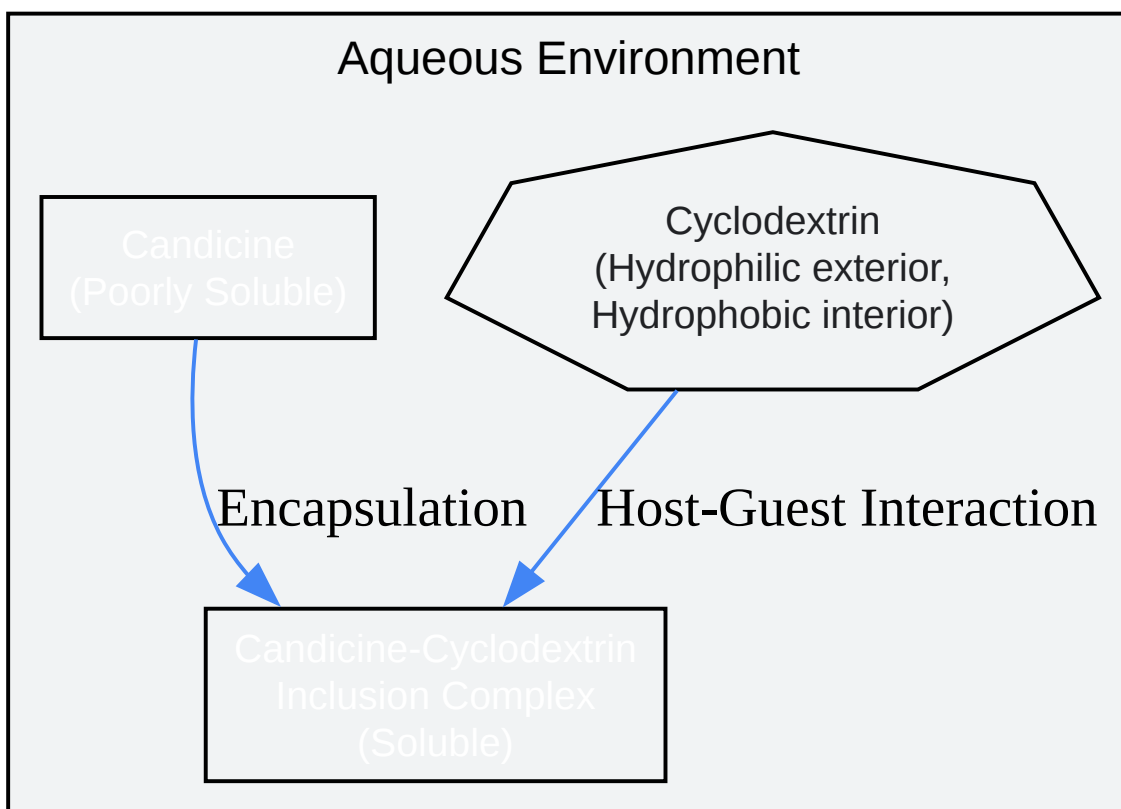 Aqueous Environment
Candicine
(Poorly Soluble)
Cyclodextrin
(Hydrophilic exterior,
Hydrophobic interior)
Encapsulation
Host-Guest Interaction
Candicine-Cyclodextrin
Inclusion Complex
(Soluble)